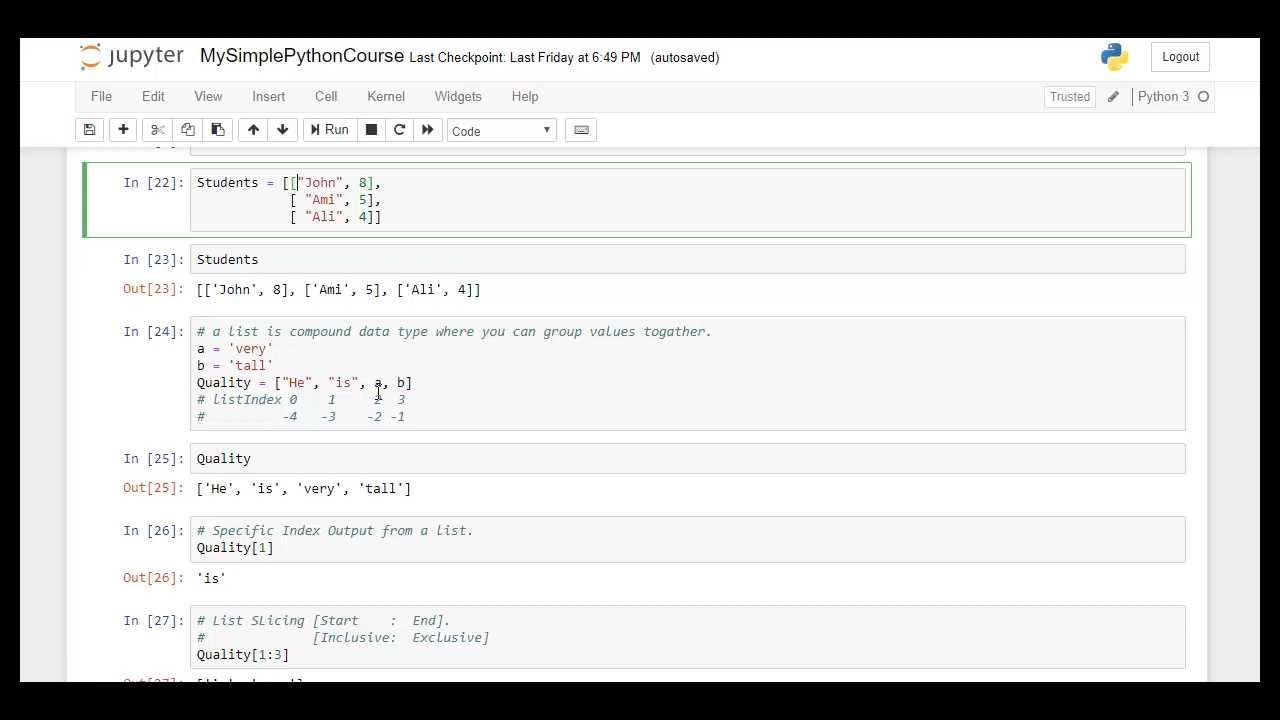 jupyter MySimplePythonCourse Last Checkpoint: Last Friday at 6:49 PM (autosaved) Logout
File Edit View Insert Cell Kernel Widgets Help Trusted Python 3
Run Code
In [22]: Students = [["John", 8],
[ "Ami", 5],
[ "Ali", 4]]
In [23]: Students
Out[23]: [['John', 8], ['Ami', 5], ['Ali', 4]]
In [24]: # a list is compound data type where you can group values togather.
a = 'very'
b = 'tall'
Quality = ["He", "is", a, b]
# listIndex 0 1 2 3
# -4 -3 -2 -1
In [25]: Quality
Out[25]: ['He', 'is', 'very', 'tall']
In [26]: # Specific Index Output from a list.
Quality[1]
Out[26]: 'is'
In [27]: # List SLicing [Start : End].
# [Inclusive: Exclusive]
Quality[1:3]